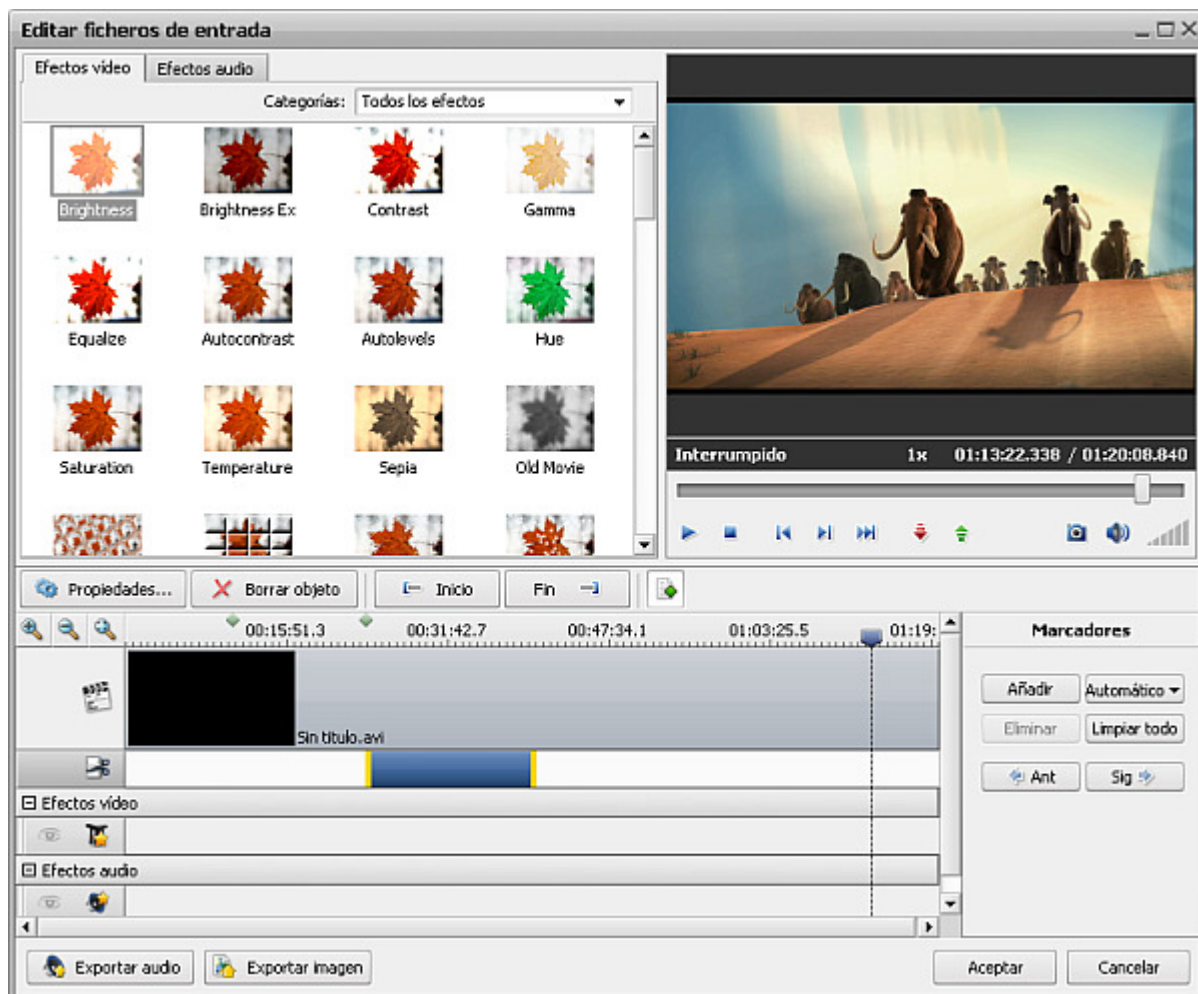 Editar ficheros de entrada
Efectos vídeo
Efectos audio
Categorías: Todos los efectos
Brightness
Brightness Ex
Contrast
Gamma
Equalize
Autocontrast
Autolevels
Hue
Saturation
Temperature
Sepia
Old Movie
Interrumpido 1x 01:13:22.338 / 01:20:08.840
Propiedades...
Borrar objeto
Inicio
Fin
00:15:51.3 00:31:42.7 00:47:34.1 01:03:25.5 01:19:
Marcadores
Añadir
Automático
Sin título.avi
Eliminar
Limpiar todo
Ant
Sig
Efectos vídeo
Efectos audio
Exportar audio
Exportar imagen
Aceptar
Cancelar